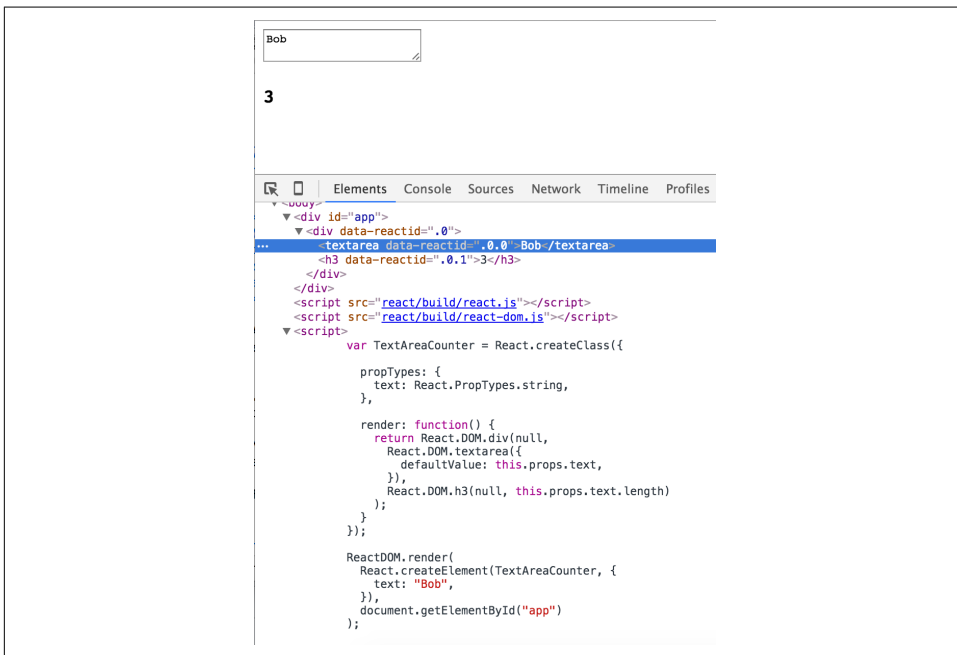 Bob
3
Elements Console Sources Network Timeline Profiles
▼<body>
▼<div id="app">
▼<div data-reactid=".0">
<textarea data-reactid=".0.0">Bob</textarea>
<h3 data-reactid=".0.1">3</h3>
</div>
</div>
<script src="react/build/react.js"></script>
<script src="react/build/react-dom.js"></script>
▼<script>
var TextAreaCounter = React.createClass({
propTypes: {
text: React.PropTypes.string,
},
render: function() {
return React.DOM.div(null,
React.DOM.textarea({
defaultValue: this.props.text,
}),
React.DOM.h3(null, this.props.text.length)
);
}
});
ReactDOM.render(
React.createElement(TextAreaCounter, {
text: "Bob",
}),
document.getElementById("app")
);